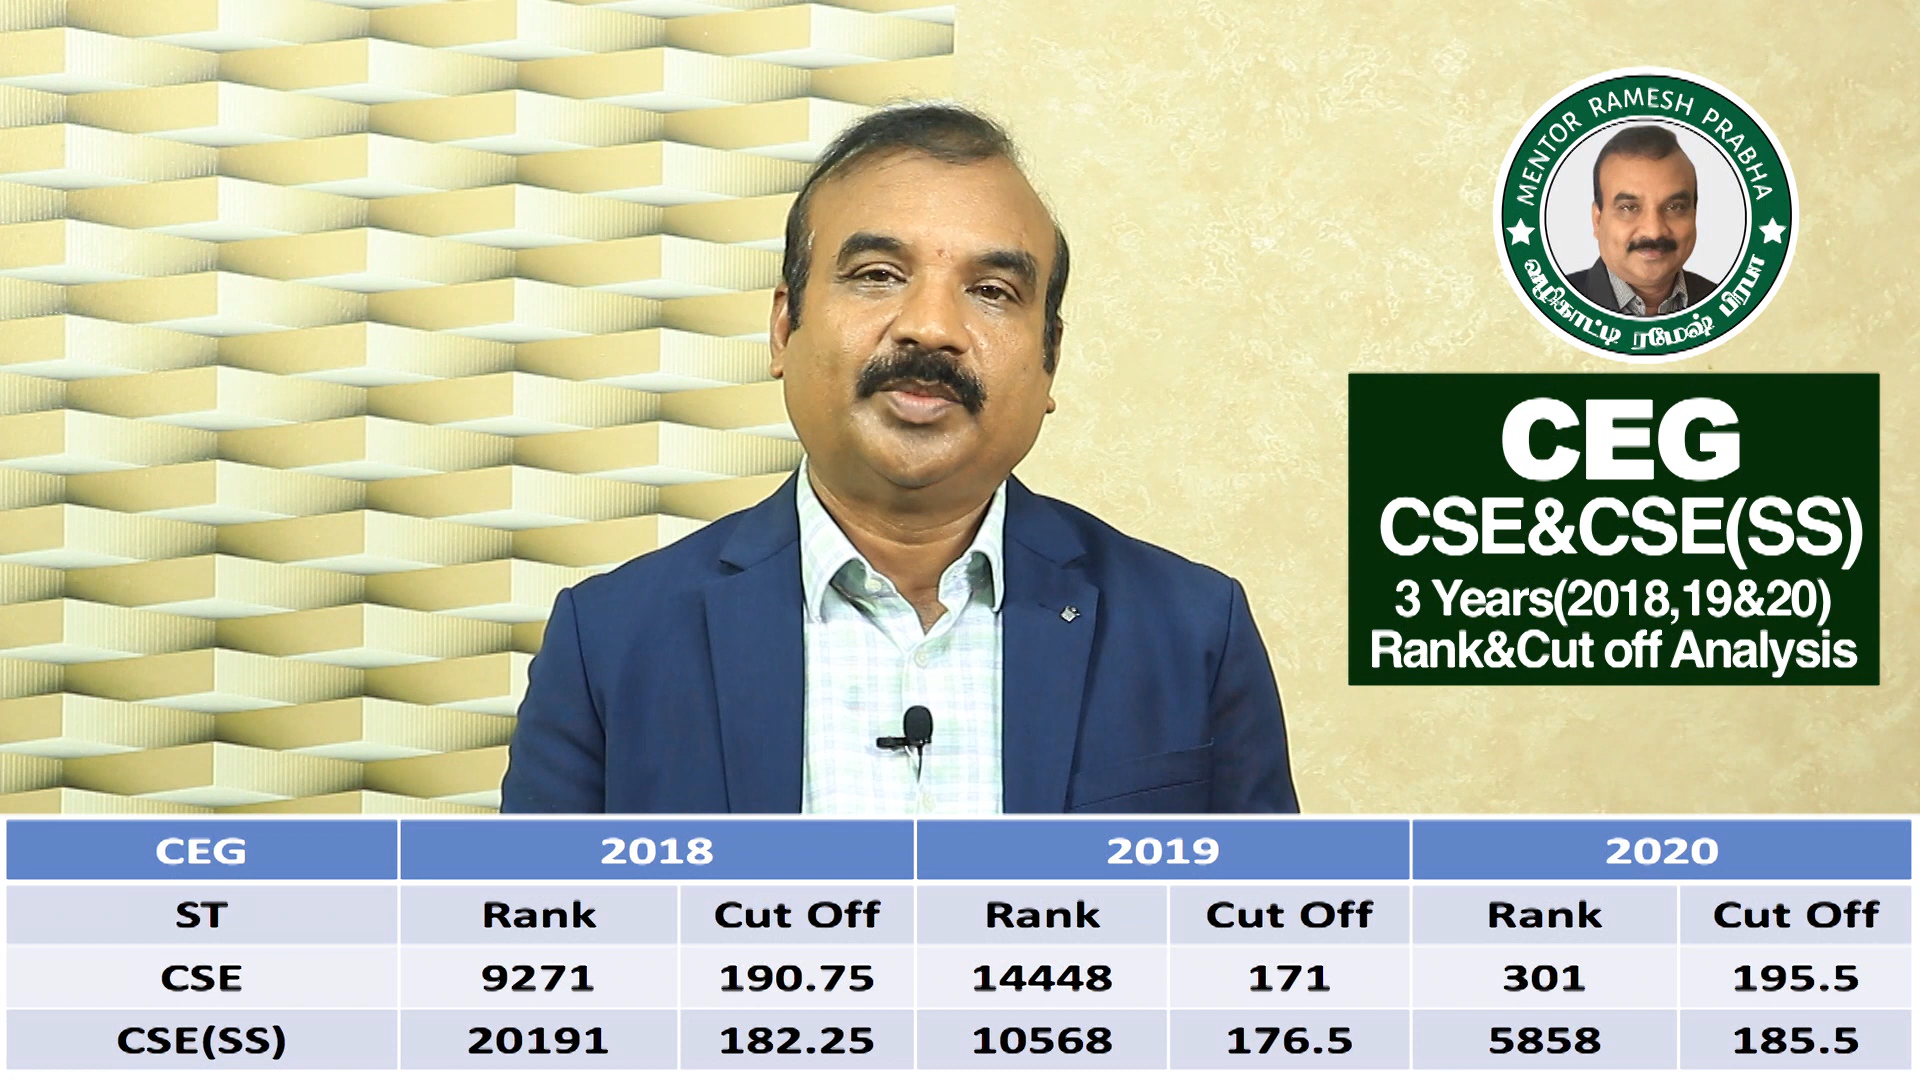 MENTOR RAMESH PRABHA
வழிகாட்டி ரமேஷ் பிரபா
CEG
CSE&CSE(SS)
3 Years(2018,19&20)
Rank&Cut off Analysis
CEG 2018 2019 2020
ST Rank Cut Off Rank Cut Off Rank Cut Off
CSE 9271 190.75 14448 171 301 195.5
CSE(SS) 20191 182.25 10568 176.5 5858 185.5